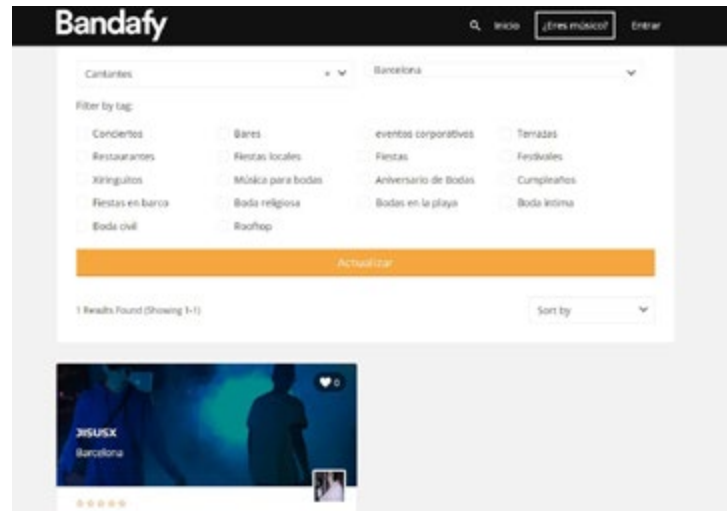 Bandafy
Inicio ¿Eres músico? Entrar
Cantantes × Barcelona
Filter by tag:
Conciertos Bares eventos corporativos Terrazas
Restaurantes Fiestas locales Fiestas Festivales
Xiringuitos Música para bodas Aniversario de Bodas Cumpleaños
Fiestas en barco Boda religiosa Bodas en la playa Boda íntima
Boda civil Rooftop
Actualizar
1 Results Found (Showing 1-1) Sort by
0
JISUSX
Barcelona